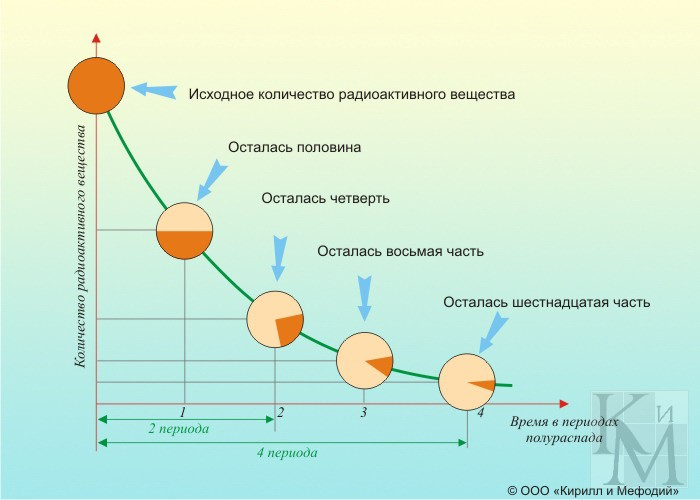 Исходное количество радиоактивного вещества
Осталась половина
Осталась четверть
Осталась восьмая часть
Осталась шестнадцатая часть
Количество радиоактивного вещества
1
2
3
4
2 периода
4 периода
Время в периодах
полураспада
К и
М
© ООО «Кирилл и Мефодий»